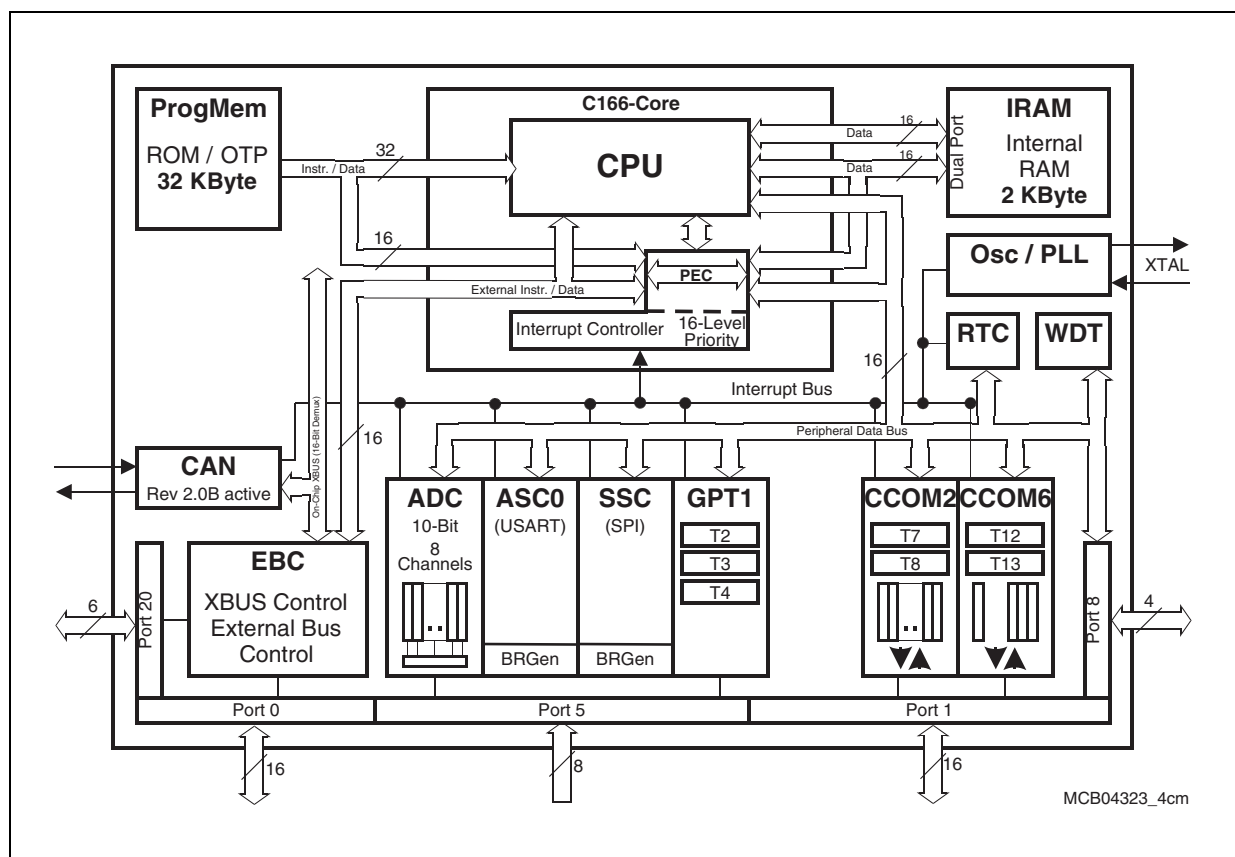 ProgMem
ROM / OTP
32 KByte
C166-Core
CPU
IRAM
Internal
RAM
2 KByte
Dual Port
32
Instr. / Data
16
Data
16
Data
16
External Instr. / Data
PEC
Interrupt Controller
16-Level
Priority
Osc / PLL
XTAL
RTC
WDT
16
Interrupt Bus
Peripheral Data Bus
On-Chip XBUS (16-Bit Demux)
16
CAN
Rev 2.0B active
EBC
XBUS Control
External Bus
Control
ADC
10-Bit
8
Channels
ASC0
(USART)
BRGen
SSC
(SPI)
BRGen
GPT1
T2
T3
T4
CCOM2
T7
T8
CCOM6
T12
T13
6
Port 20
Port 8
4
Port 0
Port 5
Port 1
16
8
16
MCB04323_4cm